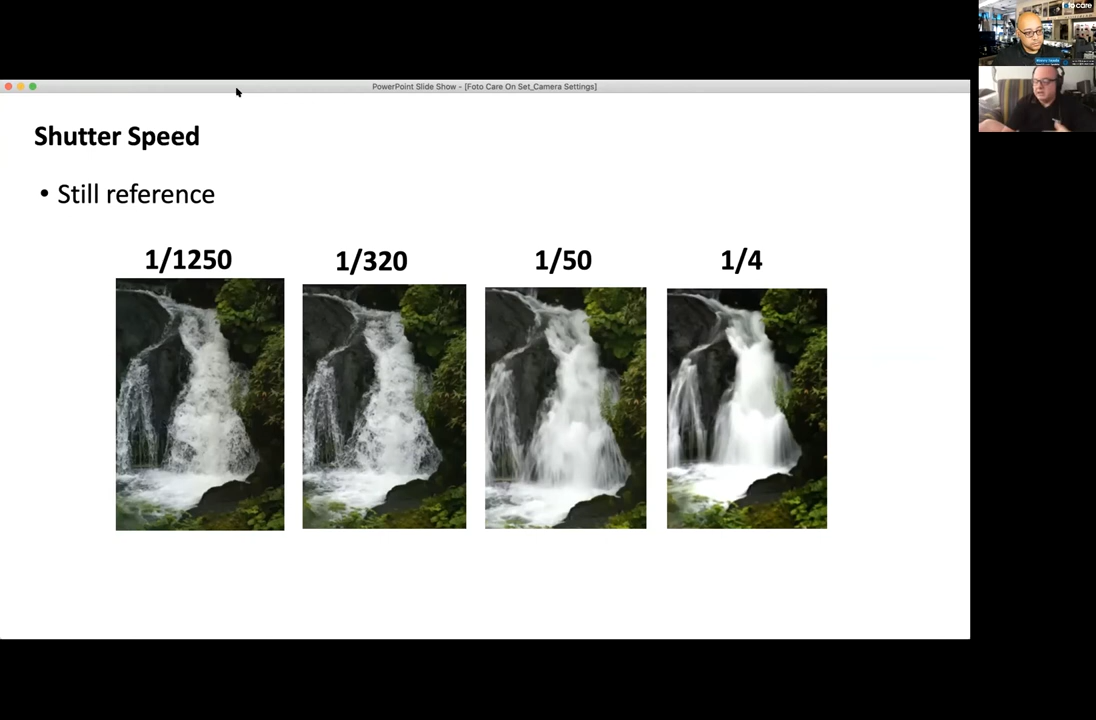 PowerPoint Slide Show - [Foto Care On Set_Camera Settings]
Shutter Speed
• Still reference
1/1250
1/320
1/50
1/4